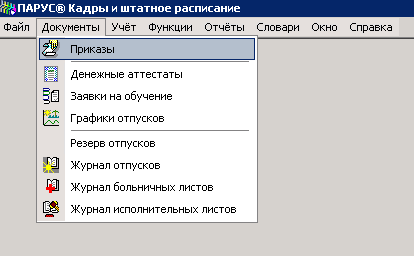 ПАРУС® Кадры и штатное расписание
Файл Документы Учёт Функции Отчёты Словари Окно Справка
Приказы
Денежные аттестаты
Заявки на обучение
Графики отпусков
Резерв отпусков
Журнал отпусков
Журнал больничных листов
Журнал исполнительных листов